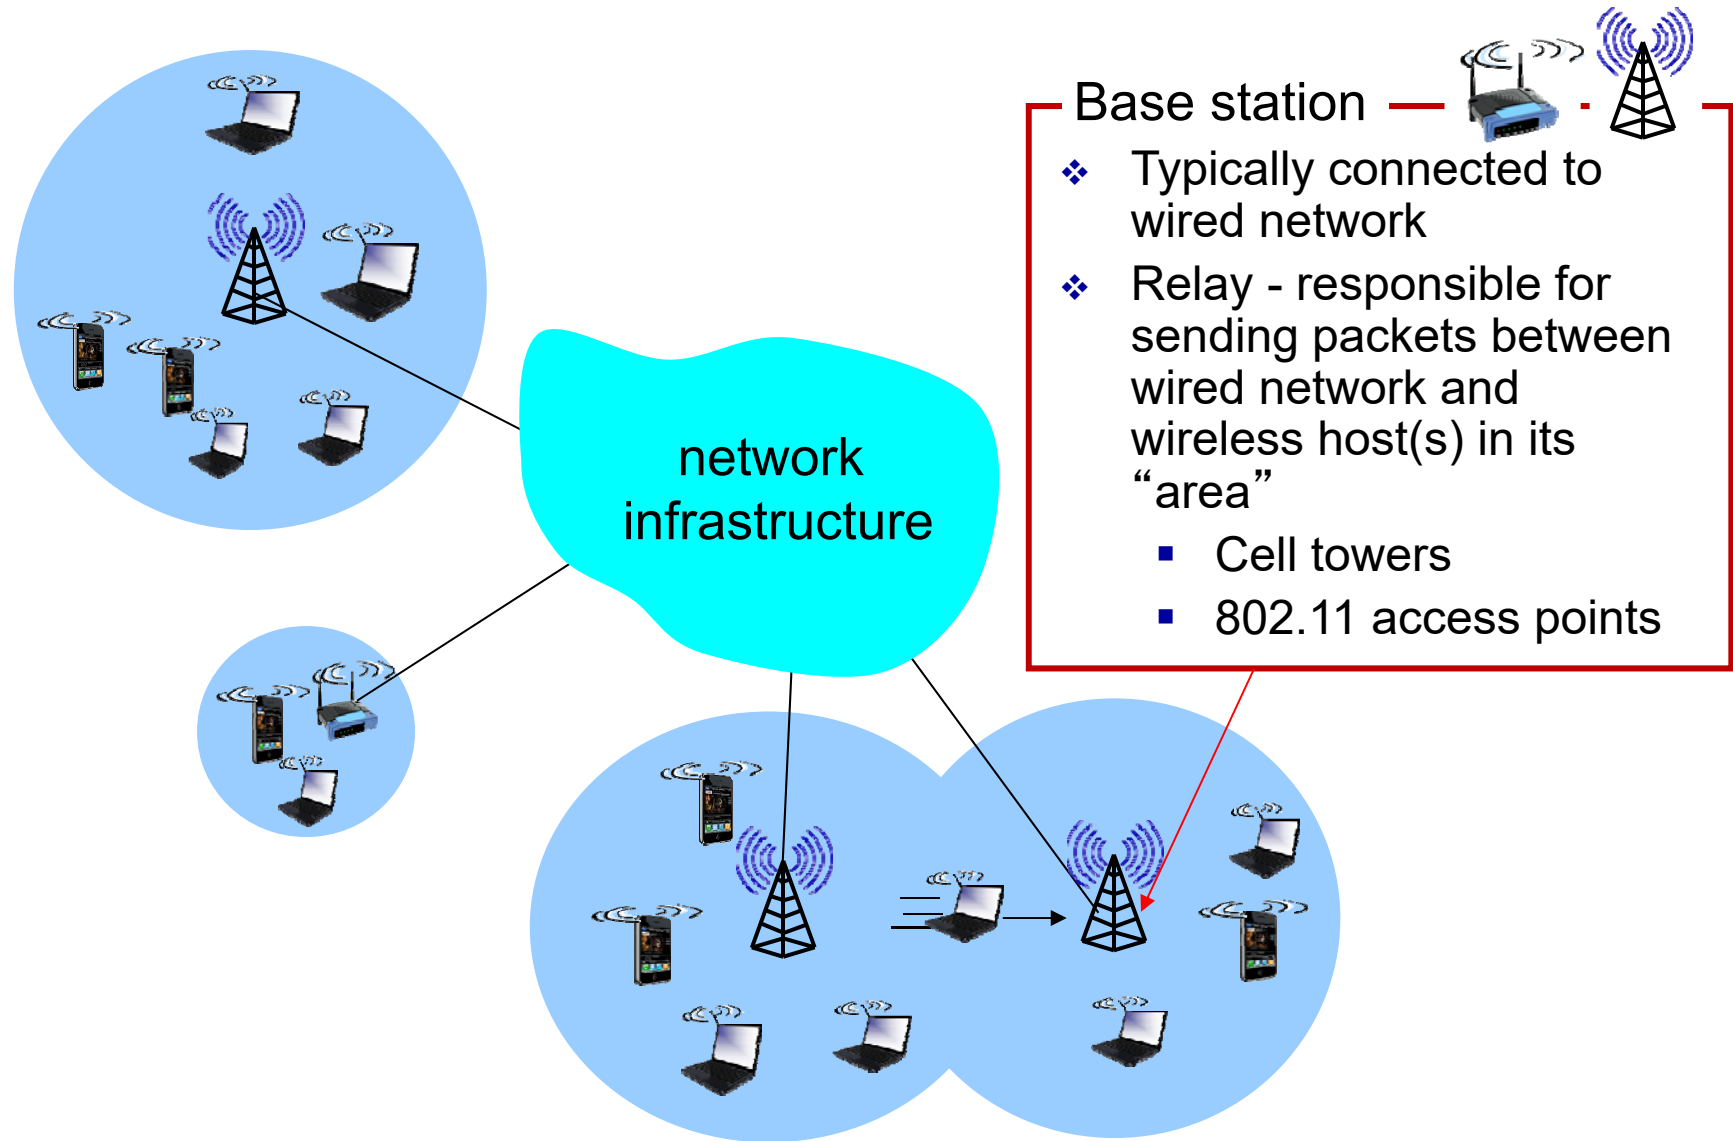 Base station
Typically connected to
wired network
Relay - responsible for
sending packets between
wired network and
wireless host(s) in its
“area”
Cell towers
802.11 access points
network
infrastructure